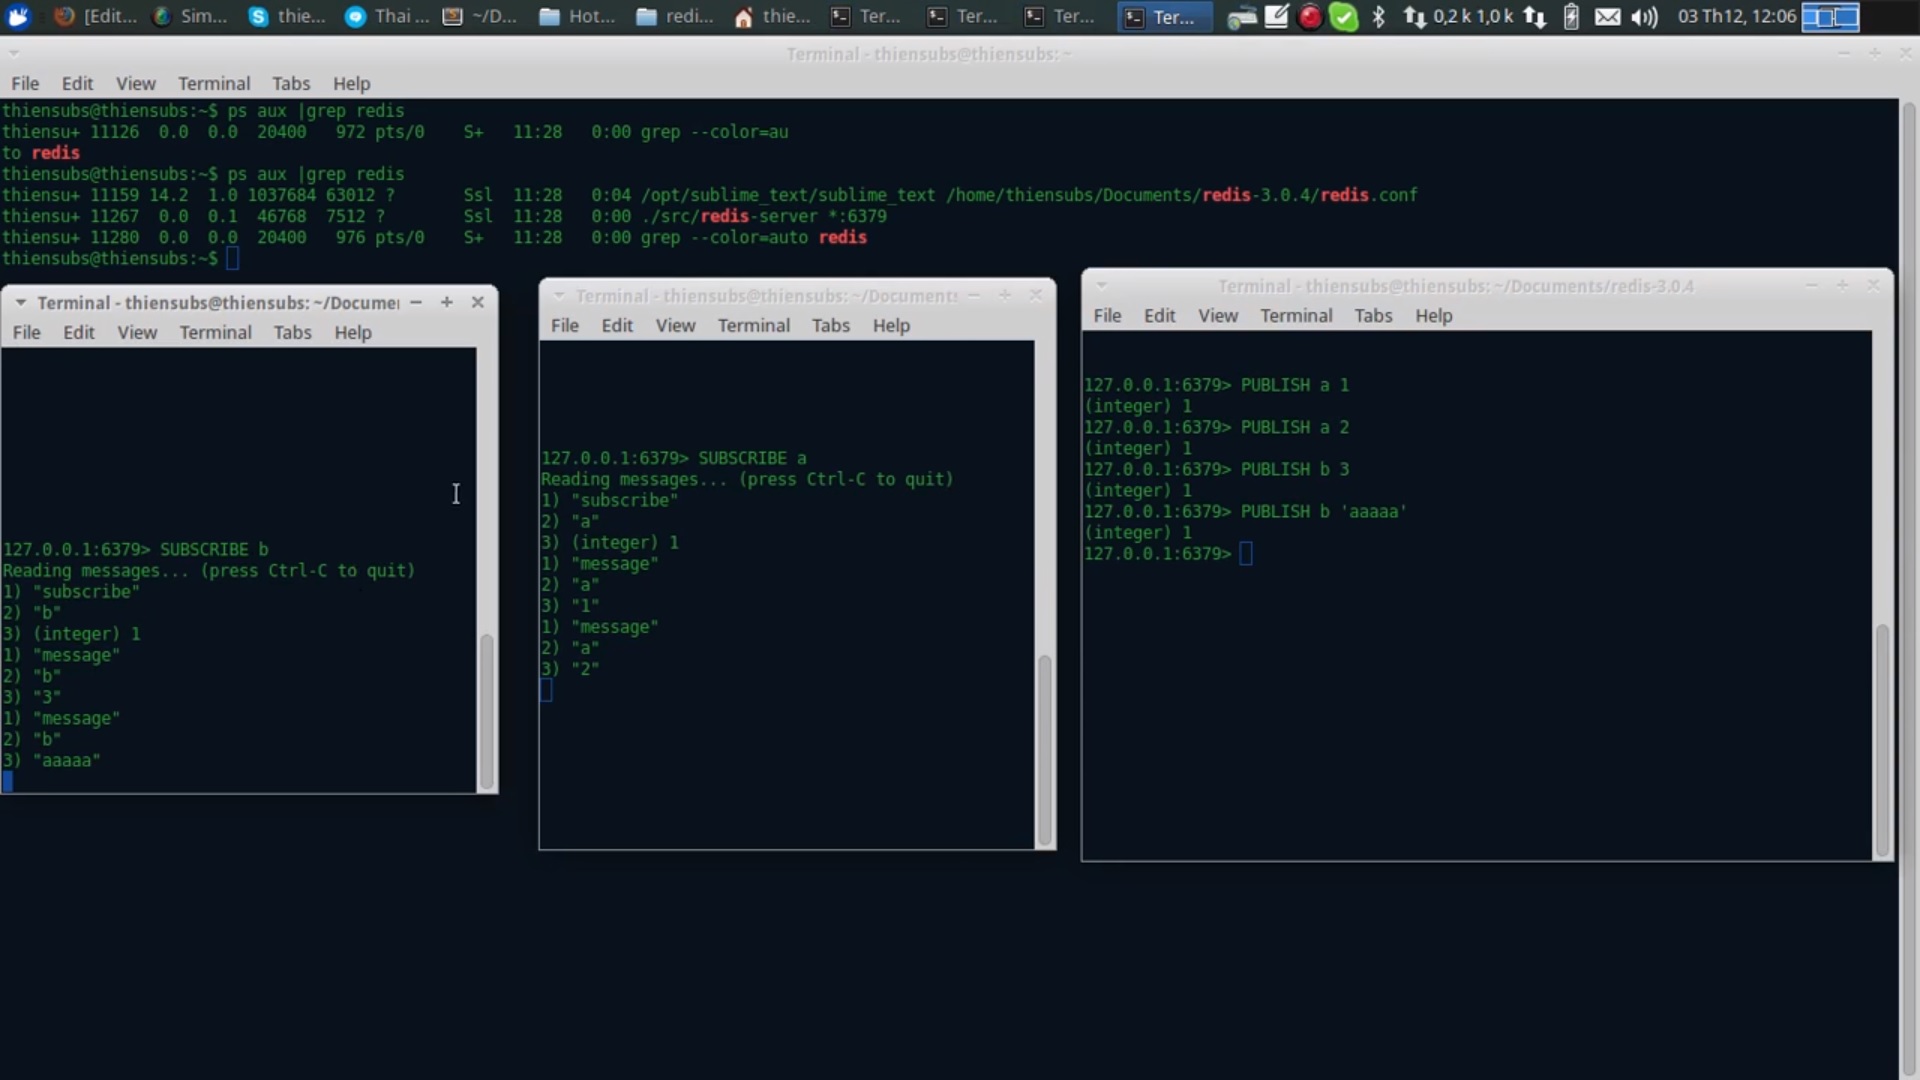 [Edit... Sim... thie... Thai ... ~/D... Hot... redi... thie... Ter... Ter... Ter... Ter... 0,2 k 1,0 k 03 Th12, 12:06
Terminal - thiensubs@thiensubs: ~
File Edit View Terminal Tabs Help
thiensubs@thiensubs:~$ ps aux |grep redis
thiensu+ 11126 0.0 0.0 20400 972 pts/0 S+ 11:28 0:00 grep --color=au
to redis
thiensubs@thiensubs:~$ ps aux |grep redis
thiensu+ 11159 14.2 1.0 1037684 63012 ? Ssl 11:28 0:04 /opt/sublime_text/sublime_text /home/thiensubs/Documents/redis-3.0.4/redis.conf
thiensu+ 11267 0.0 0.1 46768 7512 ? Ssl 11:28 0:00 ./src/redis-server *:6379
thiensu+ 11280 0.0 0.0 20400 976 pts/0 S+ 11:28 0:00 grep --color=auto redis
thiensubs@thiensubs:~$
Terminal - thiensubs@thiensubs: ~/Documen
File Edit View Terminal Tabs Help
127.0.0.1:6379> SUBSCRIBE b
Reading messages... (press Ctrl-C to quit)
1) "subscribe"
2) "b"
3) (integer) 1
1) "message"
2) "b"
3) "3"
1) "message"
2) "b"
3) "aaaaa"
Terminal - thiensubs@thiensubs: ~/Documents
File Edit View Terminal Tabs Help
127.0.0.1:6379> SUBSCRIBE a
Reading messages... (press Ctrl-C to quit)
1) "subscribe"
2) "a"
3) (integer) 1
1) "message"
2) "a"
3) "1"
1) "message"
2) "a"
3) "2"
Terminal - thiensubs@thiensubs: ~/Documents/redis-3.0.4
File Edit View Terminal Tabs Help
127.0.0.1:6379> PUBLISH a 1
(integer) 1
127.0.0.1:6379> PUBLISH a 2
(integer) 1
127.0.0.1:6379> PUBLISH b 3
(integer) 1
127.0.0.1:6379> PUBLISH b 'aaaaa'
(integer) 1
127.0.0.1:6379>